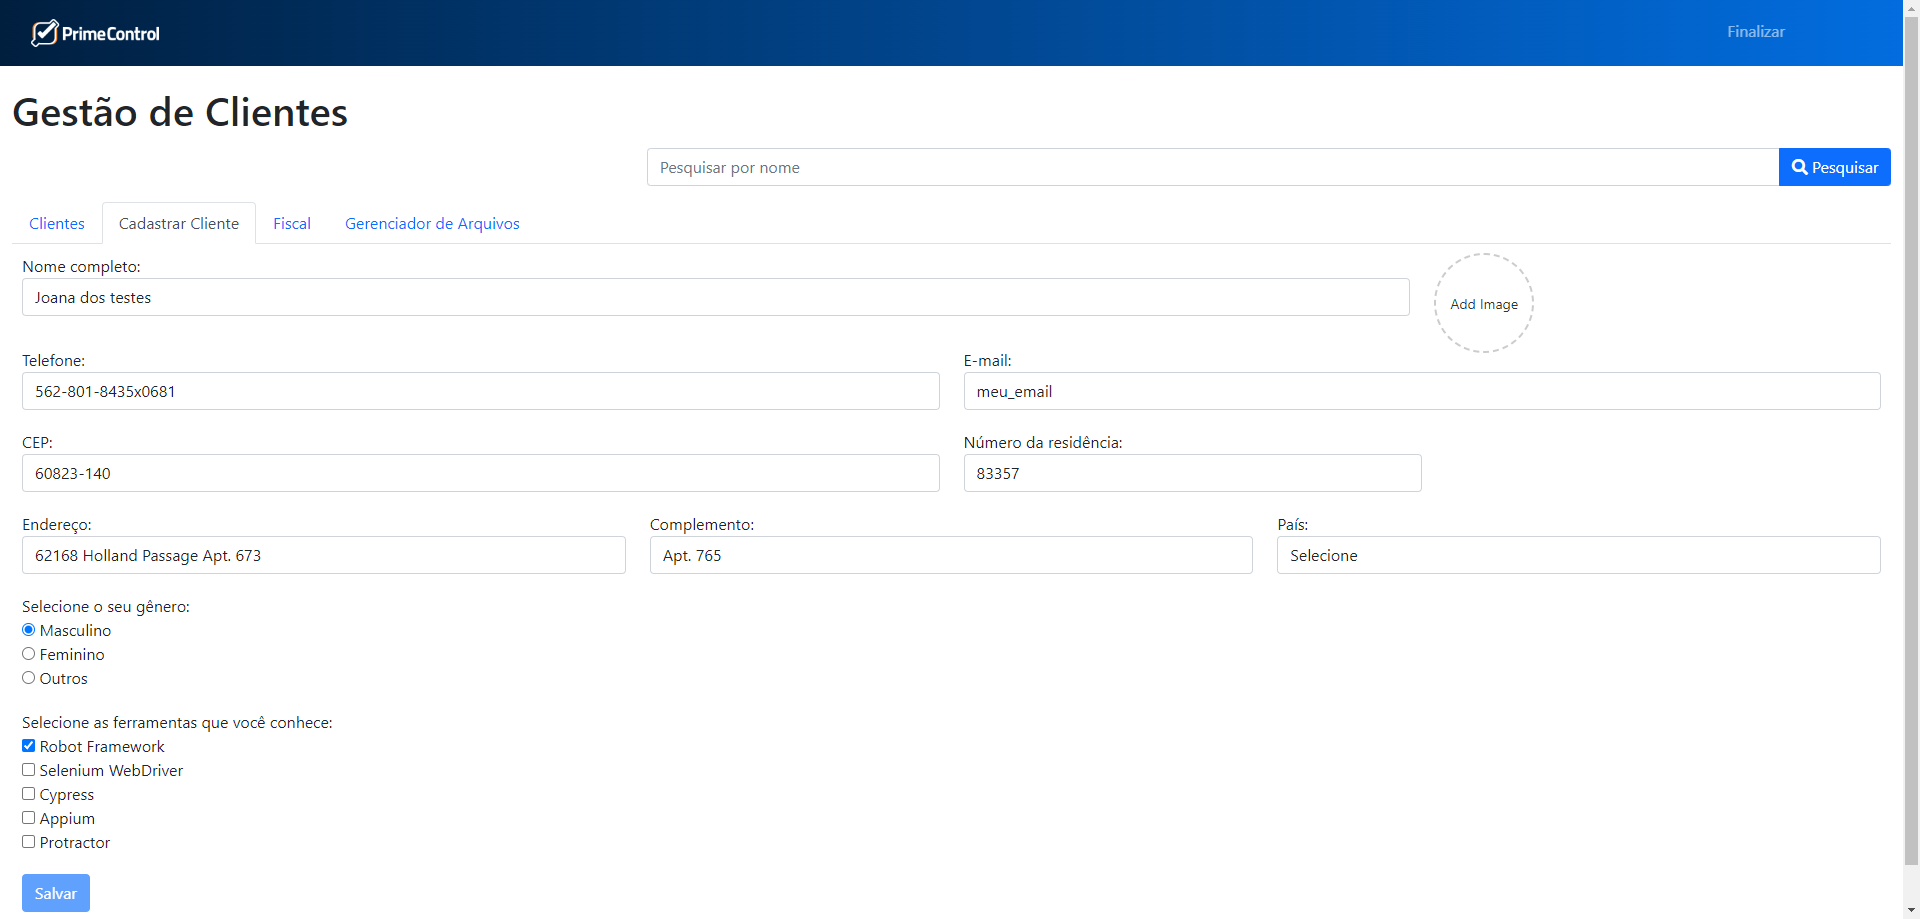 PrimeControl
Finalizar
Gestão de Clientes
Pesquisar por nome
Pesquisar
Clientes
Cadastrar Cliente
Fiscal
Gerenciador de Arquivos
Nome completo:
Joana dos testes
Add Image
Telefone:
562-801-8435x0681
E-mail:
meu_email
CEP:
60823-140
Número da residência:
83357
Endereço:
62168 Holland Passage Apt. 673
Complemento:
Apt. 765
País:
Selecione
Selecione o seu gênero:
Masculino
Feminino
Outros
Selecione as ferramentas que você conhece:
Robot Framework
Selenium WebDriver
Cypress
Appium
Protractor
Salvar